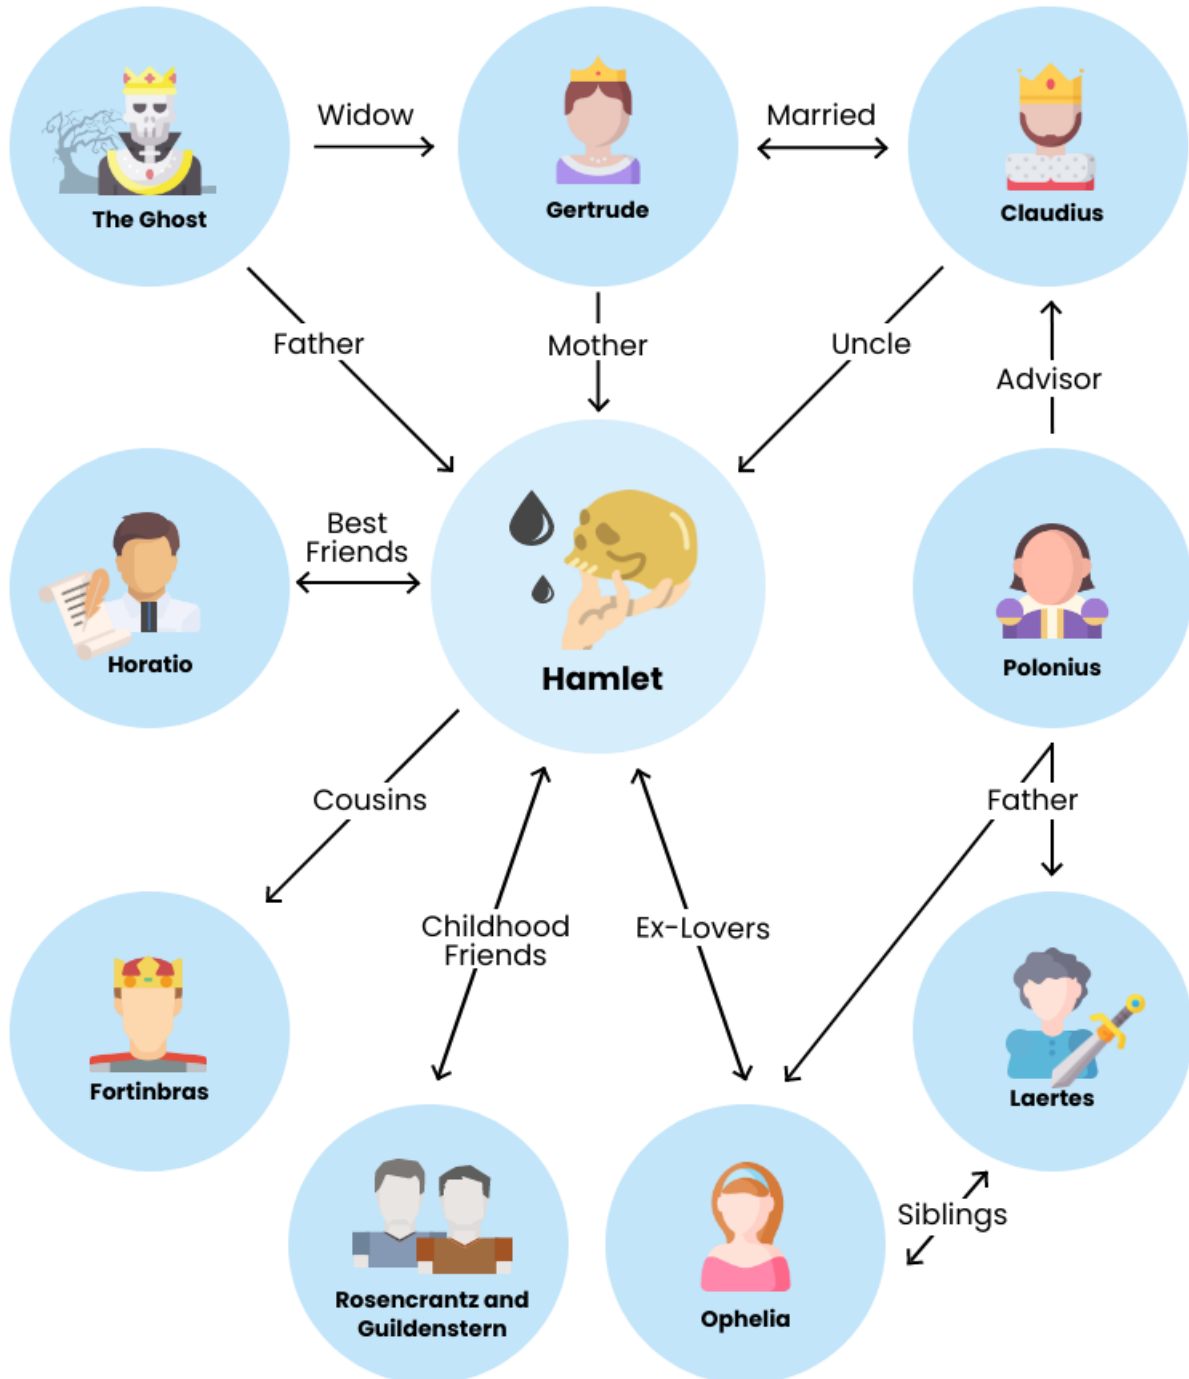 Widow
Married
The Ghost
Gertrude
Claudius
Father
Mother
Uncle
Advisor
Best
Friends
Horatio
Hamlet
Polonius
Cousins
Father
Childhood
Friends
Ex-Lovers
Fortinbras
Laertes
Siblings
Rosencrantz and
Guildenstern
Ophelia